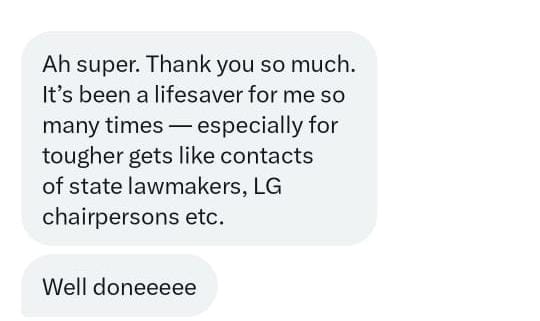 Ah super. Thank you so much.
It’s been a lifesaver for me so
many times — especially for
tougher gets like contacts
of state lawmakers, LG
chairpersons etc.
Well doneeeee